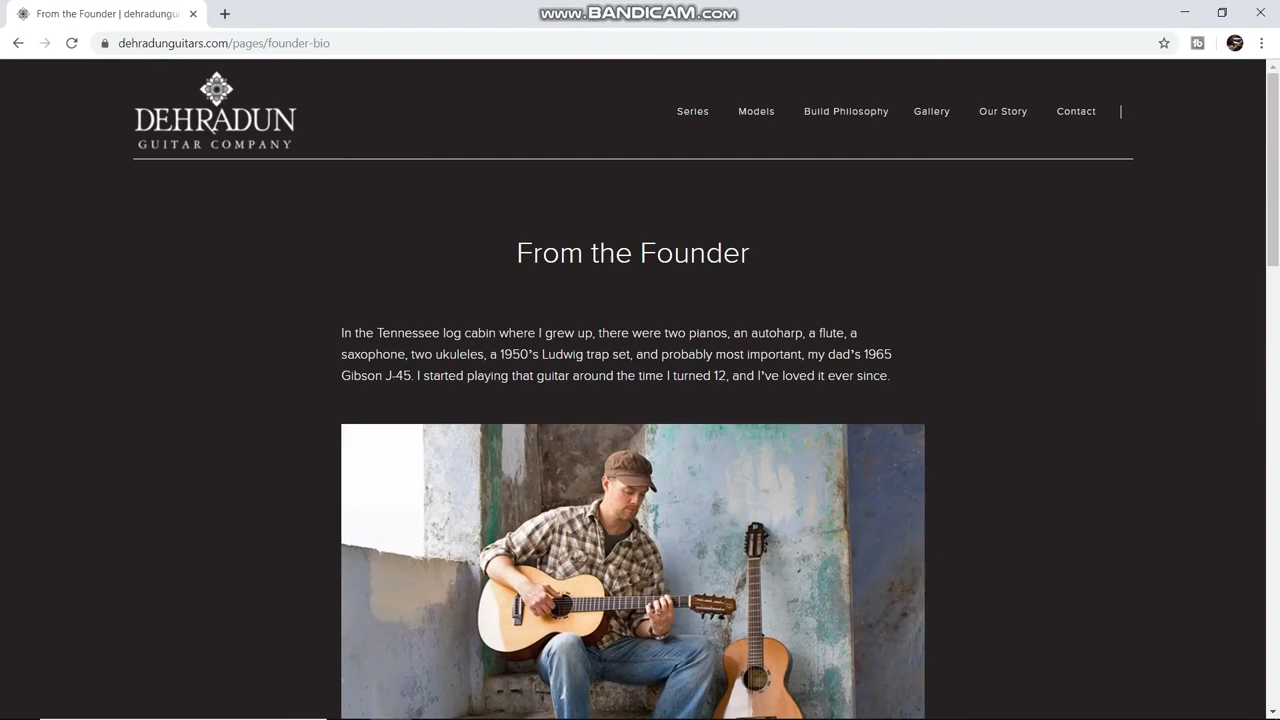 From the Founder | dehradungui
www.BANDICAM.com
dehradunguitars.com/pages/founder-bio
DEHRADUN
GUITAR COMPANY
Series
Models
Build Philosophy
Gallery
Our Story
Contact
From the Founder
In the Tennessee log cabin where I grew up, there were two pianos, an autoharp, a flute, a
saxophone, two ukuleles, a 1950's Ludwig trap set, and probably most important, my dad's 1965
Gibson J-45. I started playing that guitar around the time I turned 12, and I've loved it ever since.